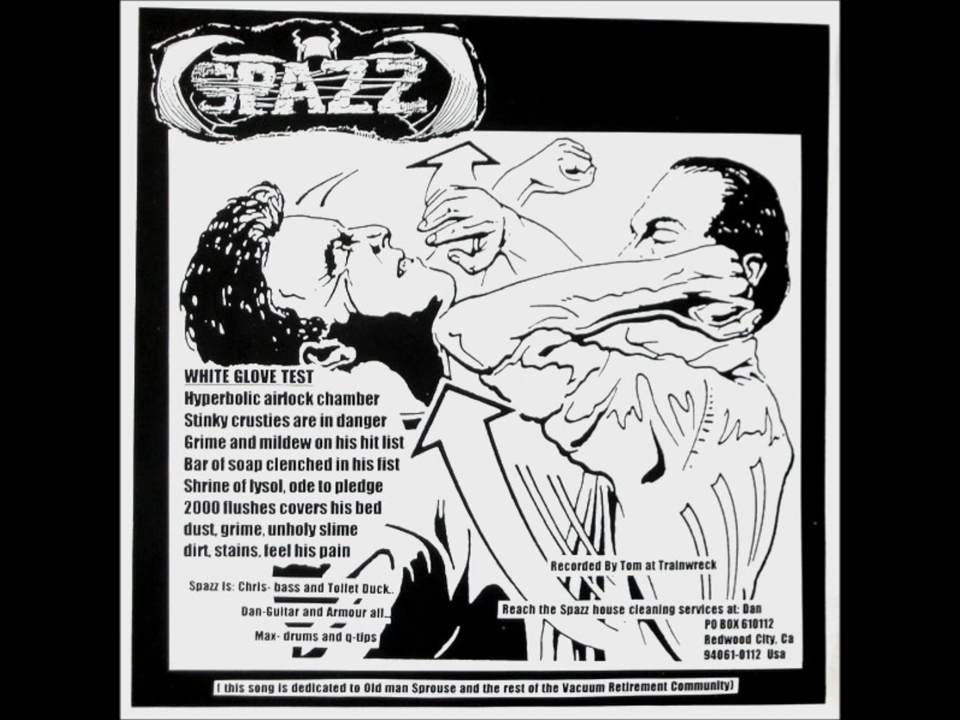 SPAZZ
WHITE GLOVE TEST
Hyperbolic airlock chamber
Stinky crusties are in danger
Grime and mildew on his hit list
Bar of soap clenched in his fist
Shrine of lysol, ode to pledge
2000 flushes covers his bed
dust, grime, unholy slime
dirt, stains, feel his pain
Spazz is: Chris- bass and Toilet Duck..
Dan-Guitar and Armour all...
Max- drums and q-tips
Recorded By Tom at Trainwreck
Reach the Spazz house cleaning services at: Dan
PO BOX 610112
Redwood City, Ca
94061-0112 Usa
( this song is dedicated to Old man Sprouse and the rest of the Vacuum Retirement Community)